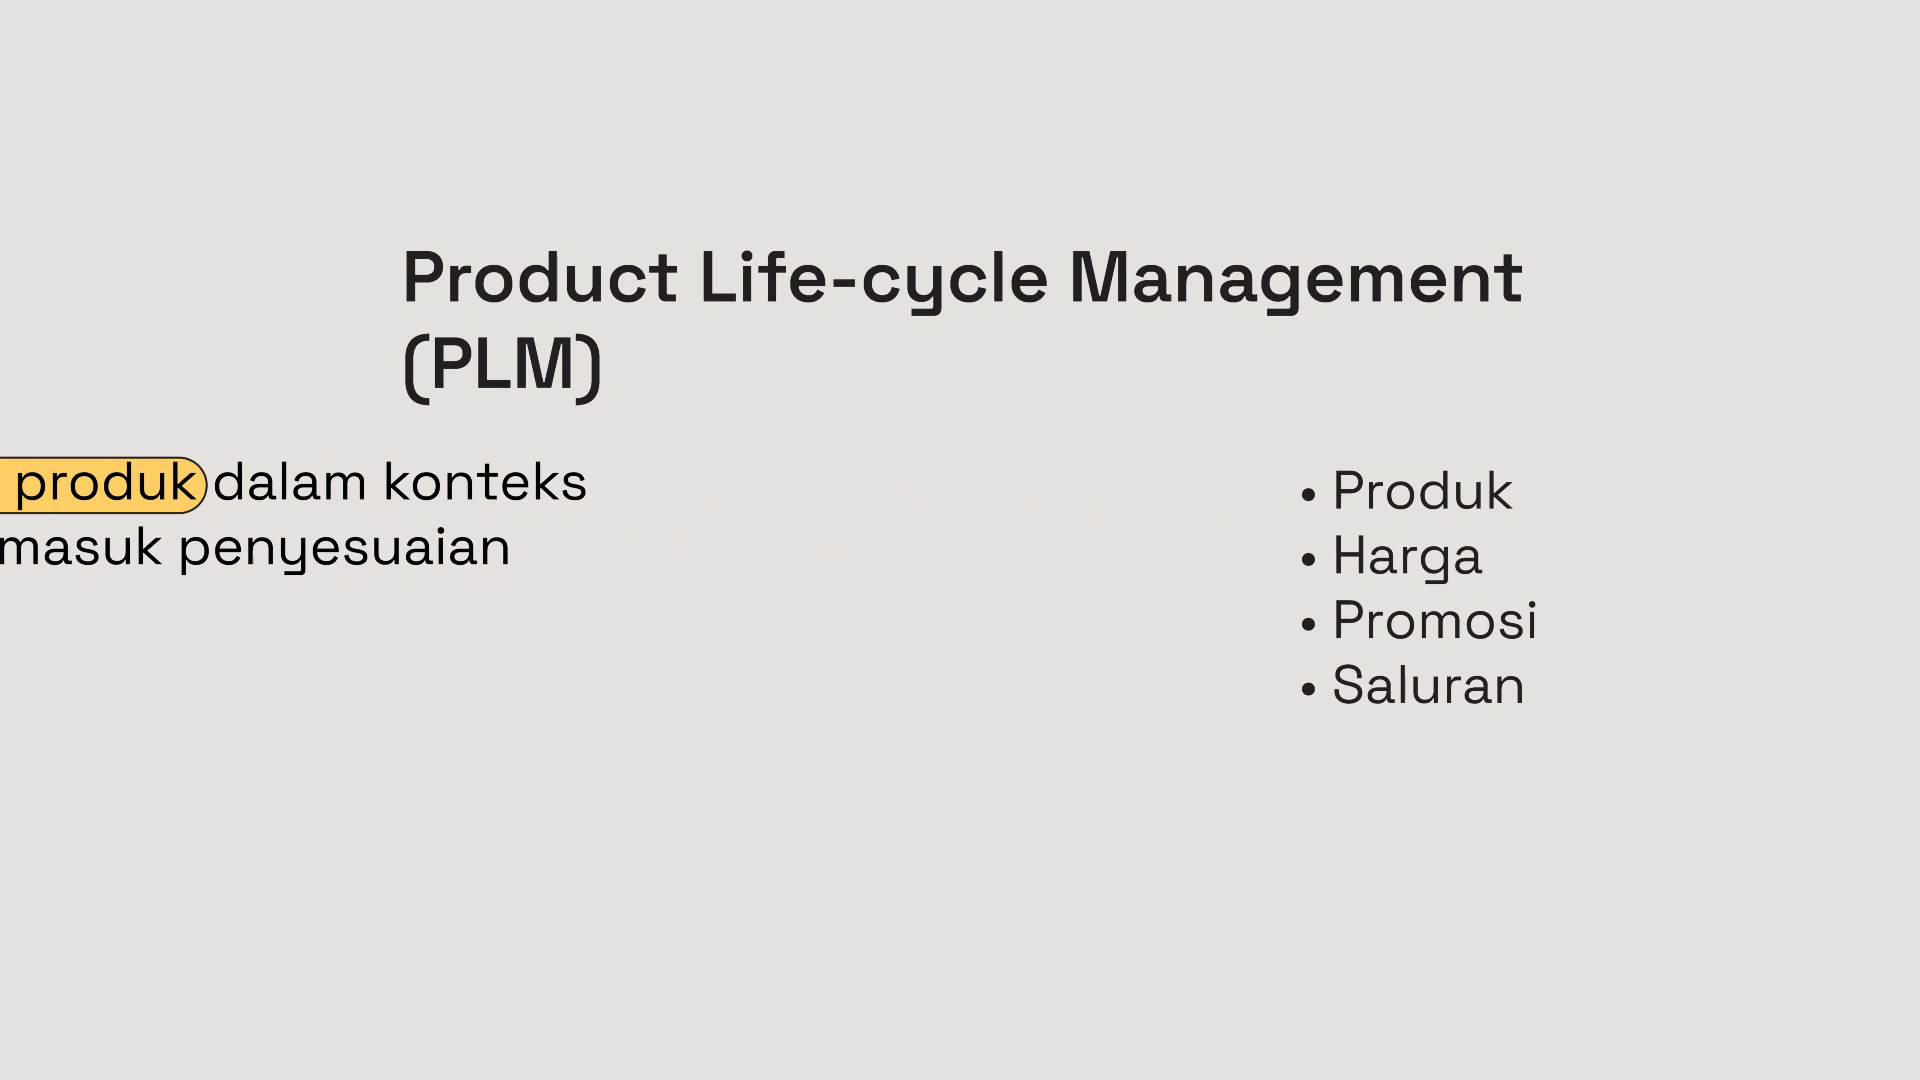 Product Life-cycle Management
(PLM)
produk dalam konteks
masuk penyesuaian
• Produk
• Harga
• Promosi
• Saluran